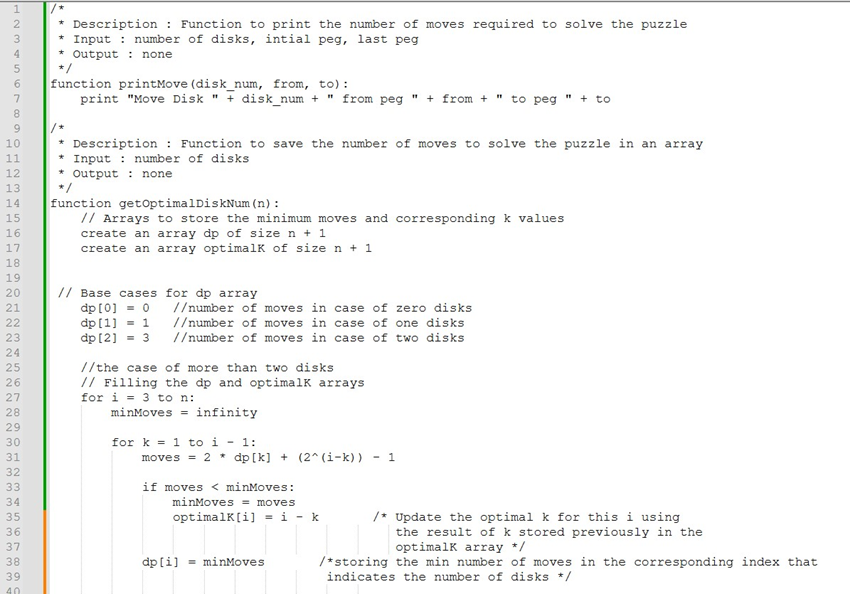 1 /*
2  * Description : Function to print the number of moves required to solve the puzzle
3  * Input : number of disks, intial peg, last peg
4  * Output : none
5  */
6 function printMove(disk_num, from, to):
7     print "Move Disk " + disk_num + " from peg " + from + " to peg " + to
8
9 /*
10  * Description : Function to save the number of moves to solve the puzzle in an array
11  * Input : number of disks
12  * Output : none
13  */
14 function getOptimalDiskNum(n):
15     // Arrays to store the minimum moves and corresponding k values
16     create an array dp of size n + 1
17     create an array optimalK of size n + 1
18
19
20  // Base cases for dp array
21     dp[0] = 0   //number of moves in case of zero disks
22     dp[1] = 1   //number of moves in case of one disks
23     dp[2] = 3   //number of moves in case of two disks
24
25     //the case of more than two disks
26     // Filling the dp and optimalK arrays
27     for i = 3 to n:
28         minMoves = infinity
29
30         for k = 1 to i - 1:
31             moves = 2 * dp[k] + (2^(i-k)) - 1
32
33             if moves < minMoves:
34                 minMoves = moves
35                 optimalK[i] = i - k       /* Update the optimal k for this i using
36                                              the result of k stored previously in the
37                                              optimalK array */
38             dp[i] = minMoves       /*storing the min number of moves in the corresponding index that
39                                     indicates the number of disks */
40